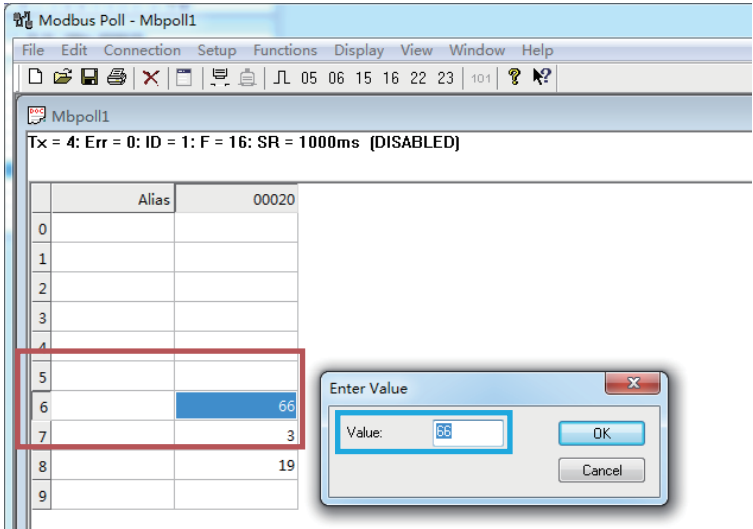 Modbus Poll - Mbpoll1
File Edit Connection Setup Functions Display View Window Help
05 06 15 16 22 23 101
Mbpoll1
Tx = 4: Err = 0: ID = 1: F = 16: SR = 1000ms (DISABLED)
Alias 00020
0
1
2
3
4
5
6 66
7 3
8 19
9
Enter Value
Value: 66 OK
Cancel